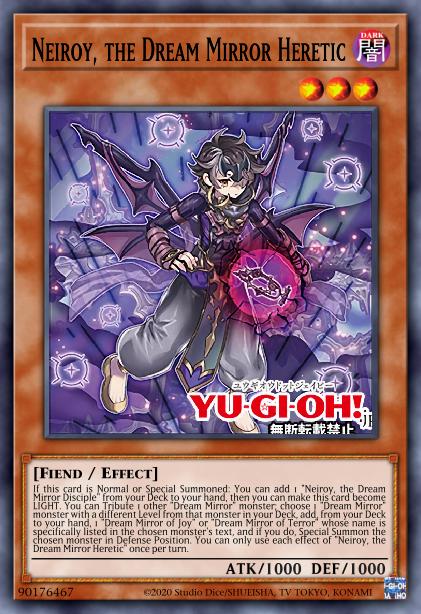 Neiroy, the Dream Mirror Heretic
DARK
闇
ユウギオウドットジェイピー
YU-GI-OH!
.jp
無断転載禁止
[Fiend / Effect]
If this card is Normal or Special Summoned: You can add 1 "Neiroy, the Dream
Mirror Disciple" from your Deck to your hand, then you can make this card become
LIGHT. You can Tribute 1 other "Dream Mirror" monster; choose 1 "Dream Mirror"
monster with a different Level from that monster in your Deck, add, from your Deck
to your hand, 1 "Dream Mirror of Joy" or "Dream Mirror of Terror" whose name is
specifically listed in the chosen monster's text, and if you do, Special Summon the
chosen monster in Defense Position. You can only use each effect of "Neiroy, the
Dream Mirror Heretic" once per turn.
ATK/1000 DEF/1000
90176467
©2020 Studio Dice/SHUEISHA, TV TOKYO, KONAMI